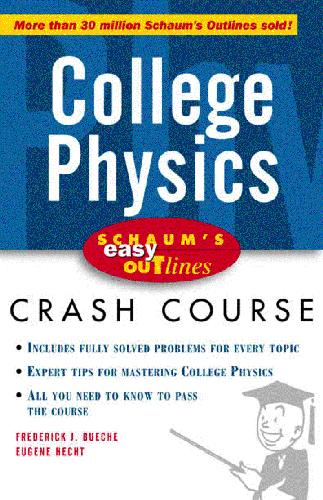 More than 30 million Schaum's Outlines sold!
College
Physics
SCHAUM'S
easy
OUTlines
CRASH COURSE
• INCLUDES FULLY SOLVED PROBLEMS FOR EVERY TOPIC
• EXPERT TIPS FOR MASTERING COLLEGE PHYSICS
• ALL YOU NEED TO KNOW TO PASS
THE COURSE
FREDERICK J. BUECHE
EUGENE HECHT